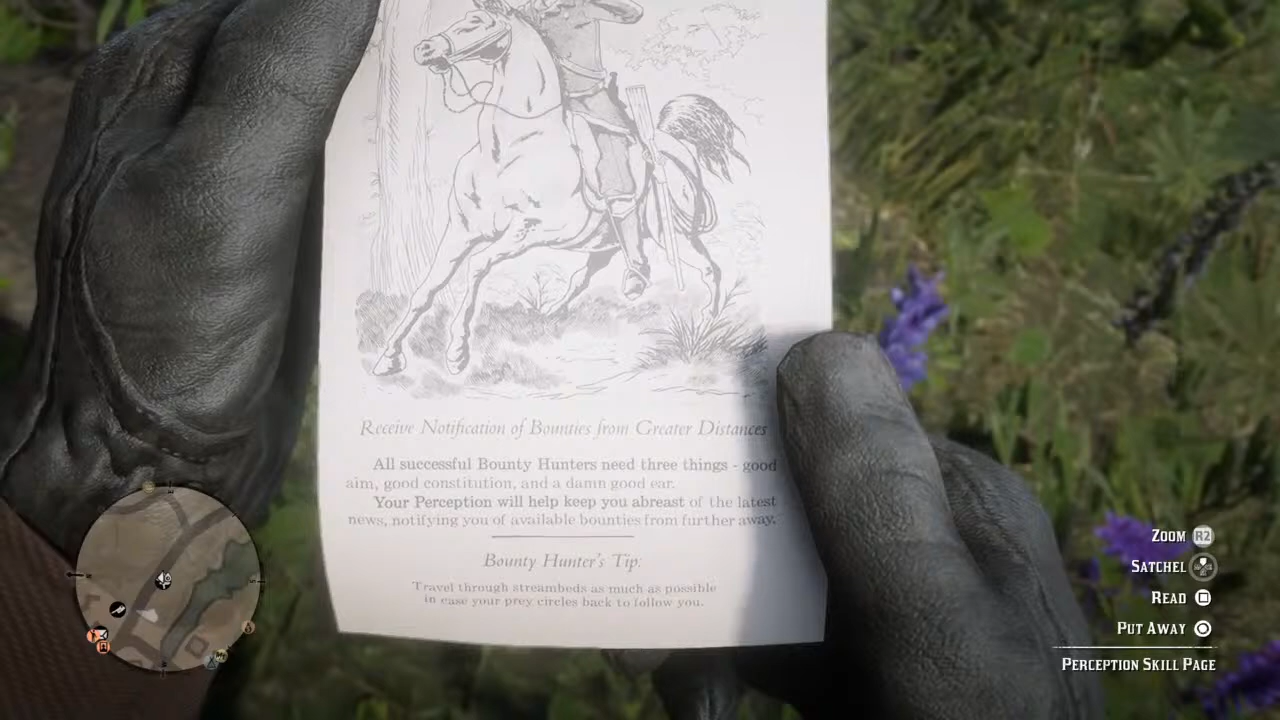 Receive Notification of Bounties from Greater Distances
All successful Bounty Hunters need three things - good
aim, good constitution, and a damn good ear.
Your Perception will help keep you abreast of the latest
news, notifying you of available bounties from further away.
Bounty Hunter's Tip:
Travel through streambeds as much as possible
in case your prey circles back to follow you.
ZOOM R2
SATCHEL
READ
PUT AWAY
PERCEPTION SKILL PAGE